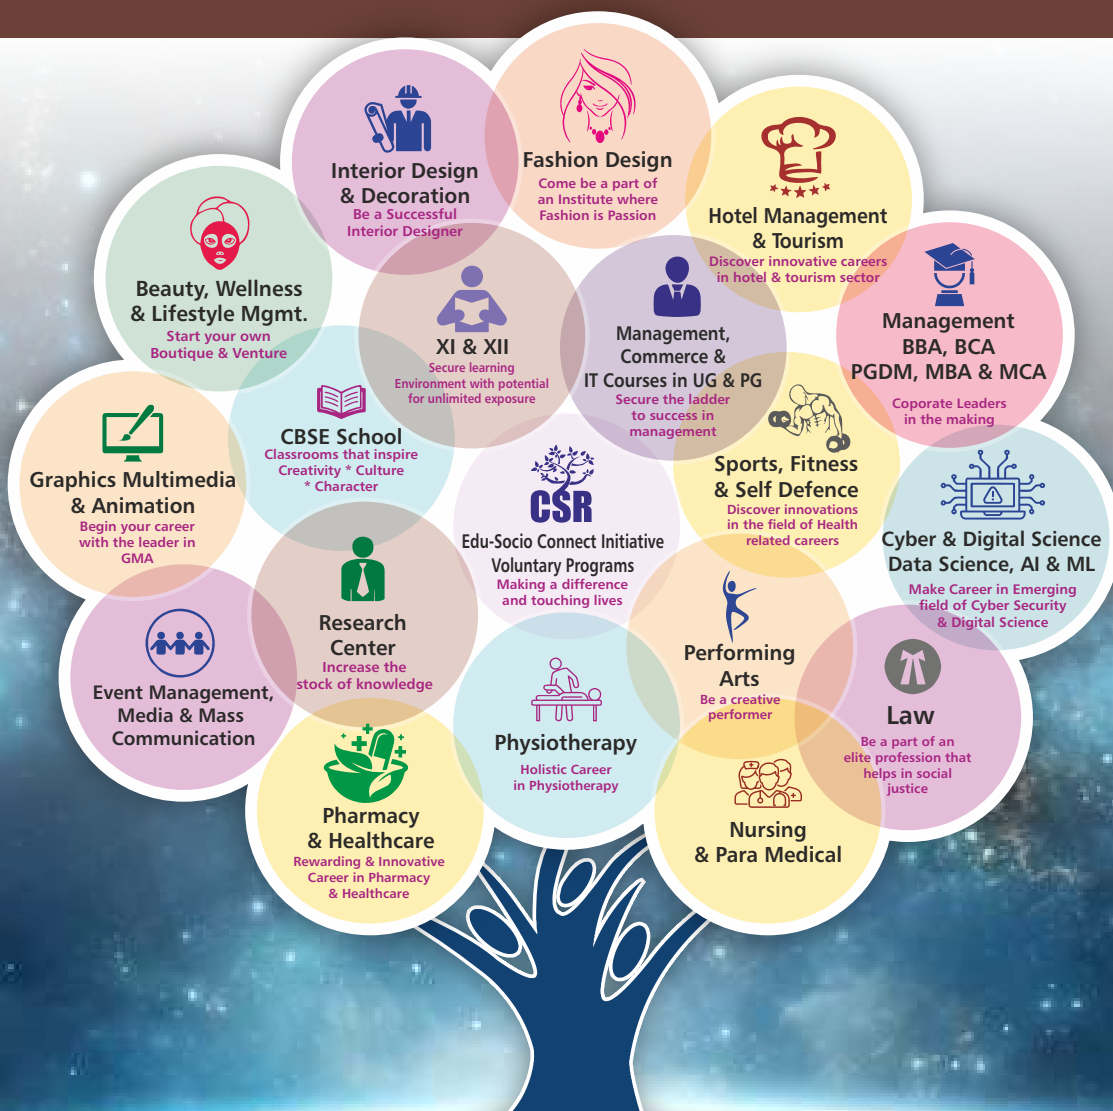 Interior Design
& Decoration
Be a Successful
Interior Designer
Fashion Design
Come be a part of
an Institute where
Fashion is Passion
Hotel Management
& Tourism
Discover innovative careers
in hotel & tourism sector
Beauty, Wellness
& Lifestyle Mgmt.
Start your own
Boutique & Venture
XI & XII
Secure learning
Environment with potential
for unlimited exposure
Management,
Commerce &
IT Courses in UG & PG
Secure the ladder
to success in
management
Management
BBA, BCA
PGDM, MBA & MCA
Coporate Leaders
in the making
Graphics Multimedia
& Animation
Begin your career
with the leader in
GMA
CBSE School
Classrooms that inspire
Creativity * Culture
* Character
CSR
Edu-Socio Connect Initiative
Voluntary Programs
Making a difference
and touching lives
Sports, Fitness
& Self Defence
Discover innovations
in the field of Health
related careers
Cyber & Digital Science
Data Science, AI & ML
Make Career in Emerging
field of Cyber Security
& Digital Science
Event Management,
Media & Mass
Communication
Research
Center
Increase the
stock of knowledge
Performing
Arts
Be a creative
performer
Law
Be a part of an
elite profession that
helps in social
justice
Pharmacy
& Healthcare
Rewarding & Innovative
Career in Pharmacy
& Healthcare
Physiotherapy
Holistic Career
in Physiotherapy
Nursing
& Para Medical